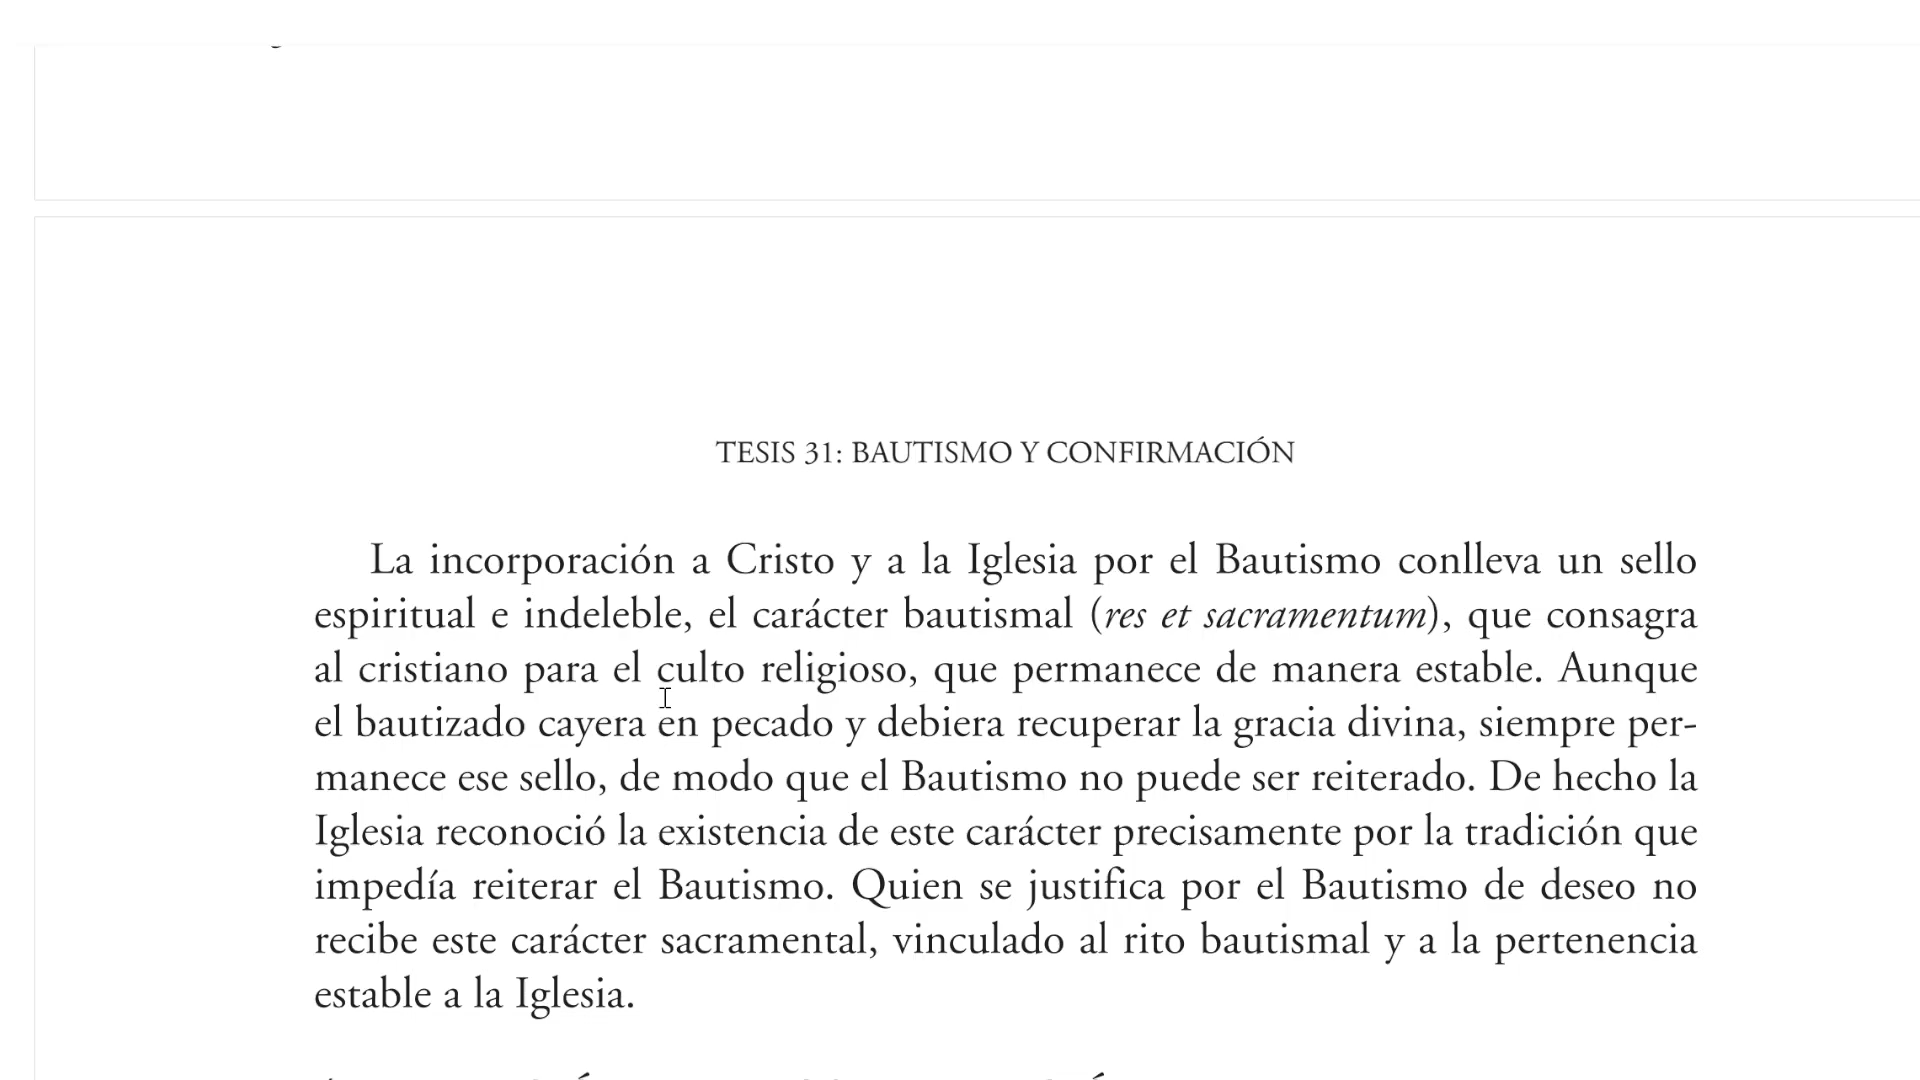 TESIS 31: BAUTISMO Y CONFIRMACIÓN
La incorporación a Cristo y a la Iglesia por el Bautismo conlleva un sello
espiritual e indeleble, el carácter bautismal (res et sacramentum), que consagra
al cristiano para el culto religioso, que permanece de manera estable. Aunque
el bautizado cayera en pecado y debiera recuperar la gracia divina, siempre per-
manece ese sello, de modo que el Bautismo no puede ser reiterado. De hecho la
Iglesia reconoció la existencia de este carácter precisamente por la tradición que
impedía reiterar el Bautismo. Quien se justifica por el Bautismo de deseo no
recibe este carácter sacramental, vinculado al rito bautismal y a la pertenencia
estable a la Iglesia.